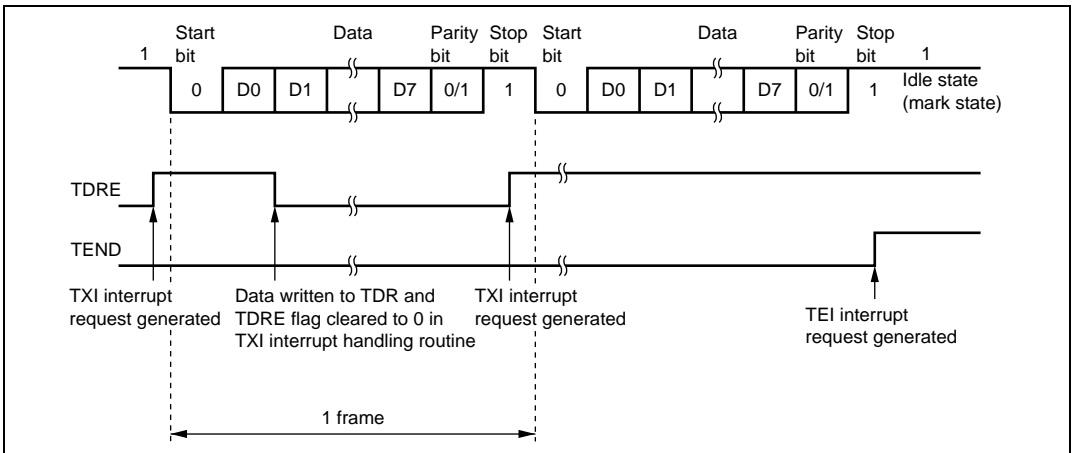 Start Data Parity Stop Start Data Parity Stop
1 bit bit bit bit bit bit 1
0 D0 D1 D7 0/1 1 0 D0 D1 D7 0/1 1 Idle state
(mark state)
TDRE
TEND
TXI interrupt
request generated
Data written to TDR and
TDRE flag cleared to 0 in
TXI interrupt handling routine
TXI interrupt
request generated
TEI interrupt
request generated
1 frame